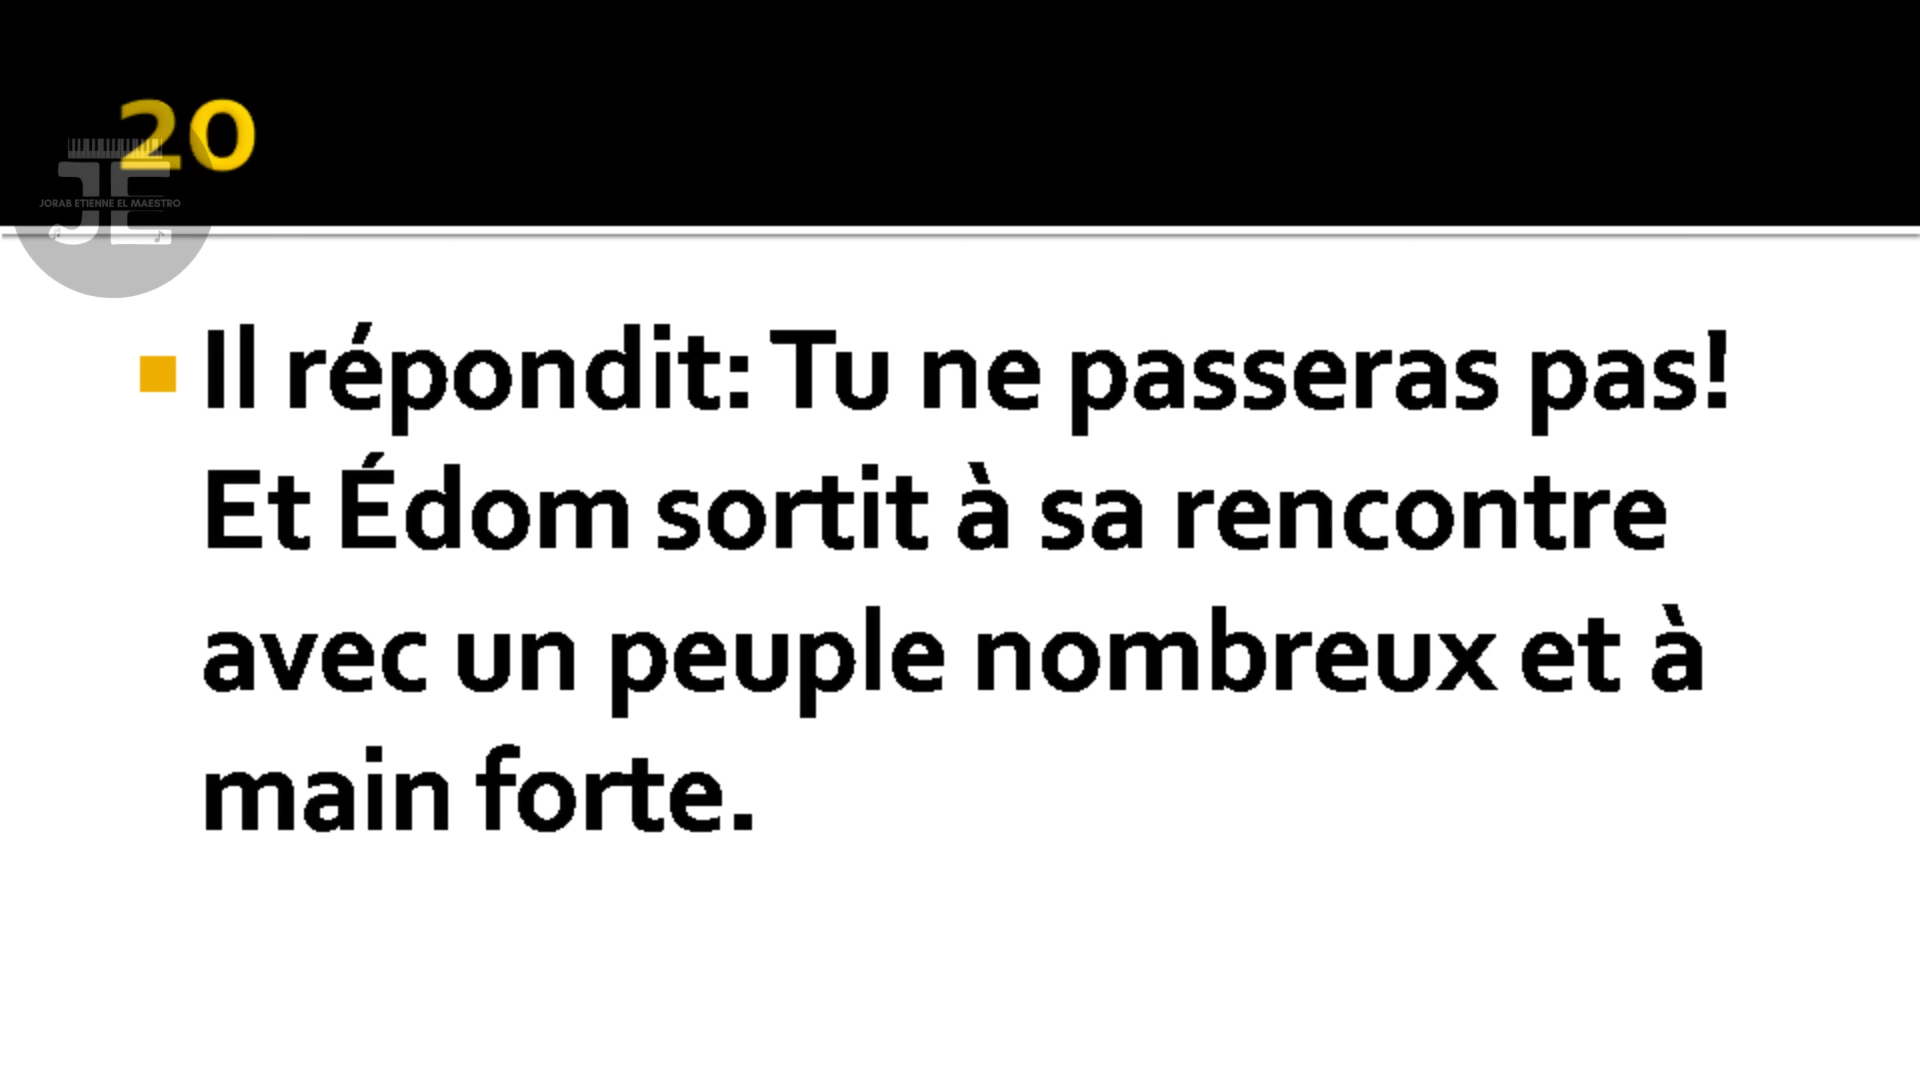 20
JE
JORAB ETIENNE EL MAESTRO
Il répondit: Tu ne passeras pas!
Et Édom sortit à sa rencontre
avec un peuple nombreux et à
main forte.